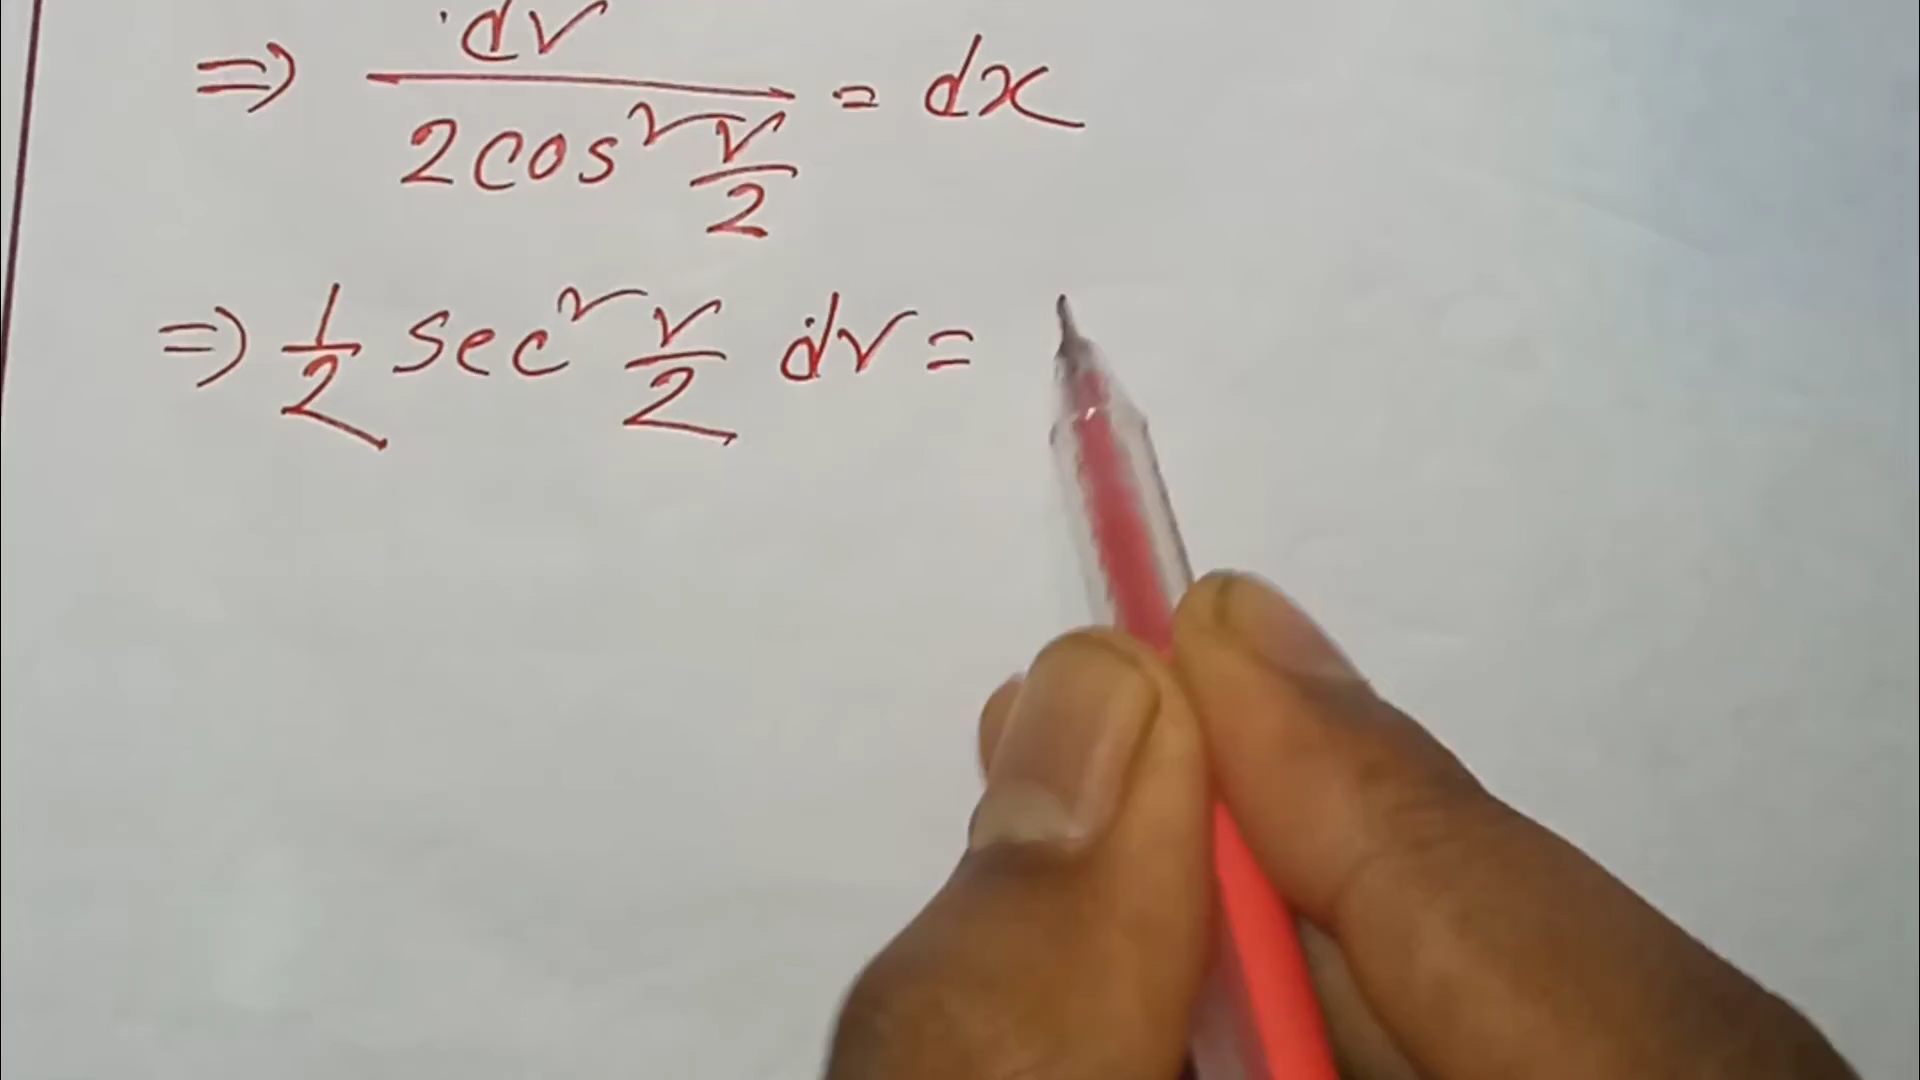 ⇒ dv/(2cos² v/2) = dx
⇒ 1/2 sec² v/2 dv =